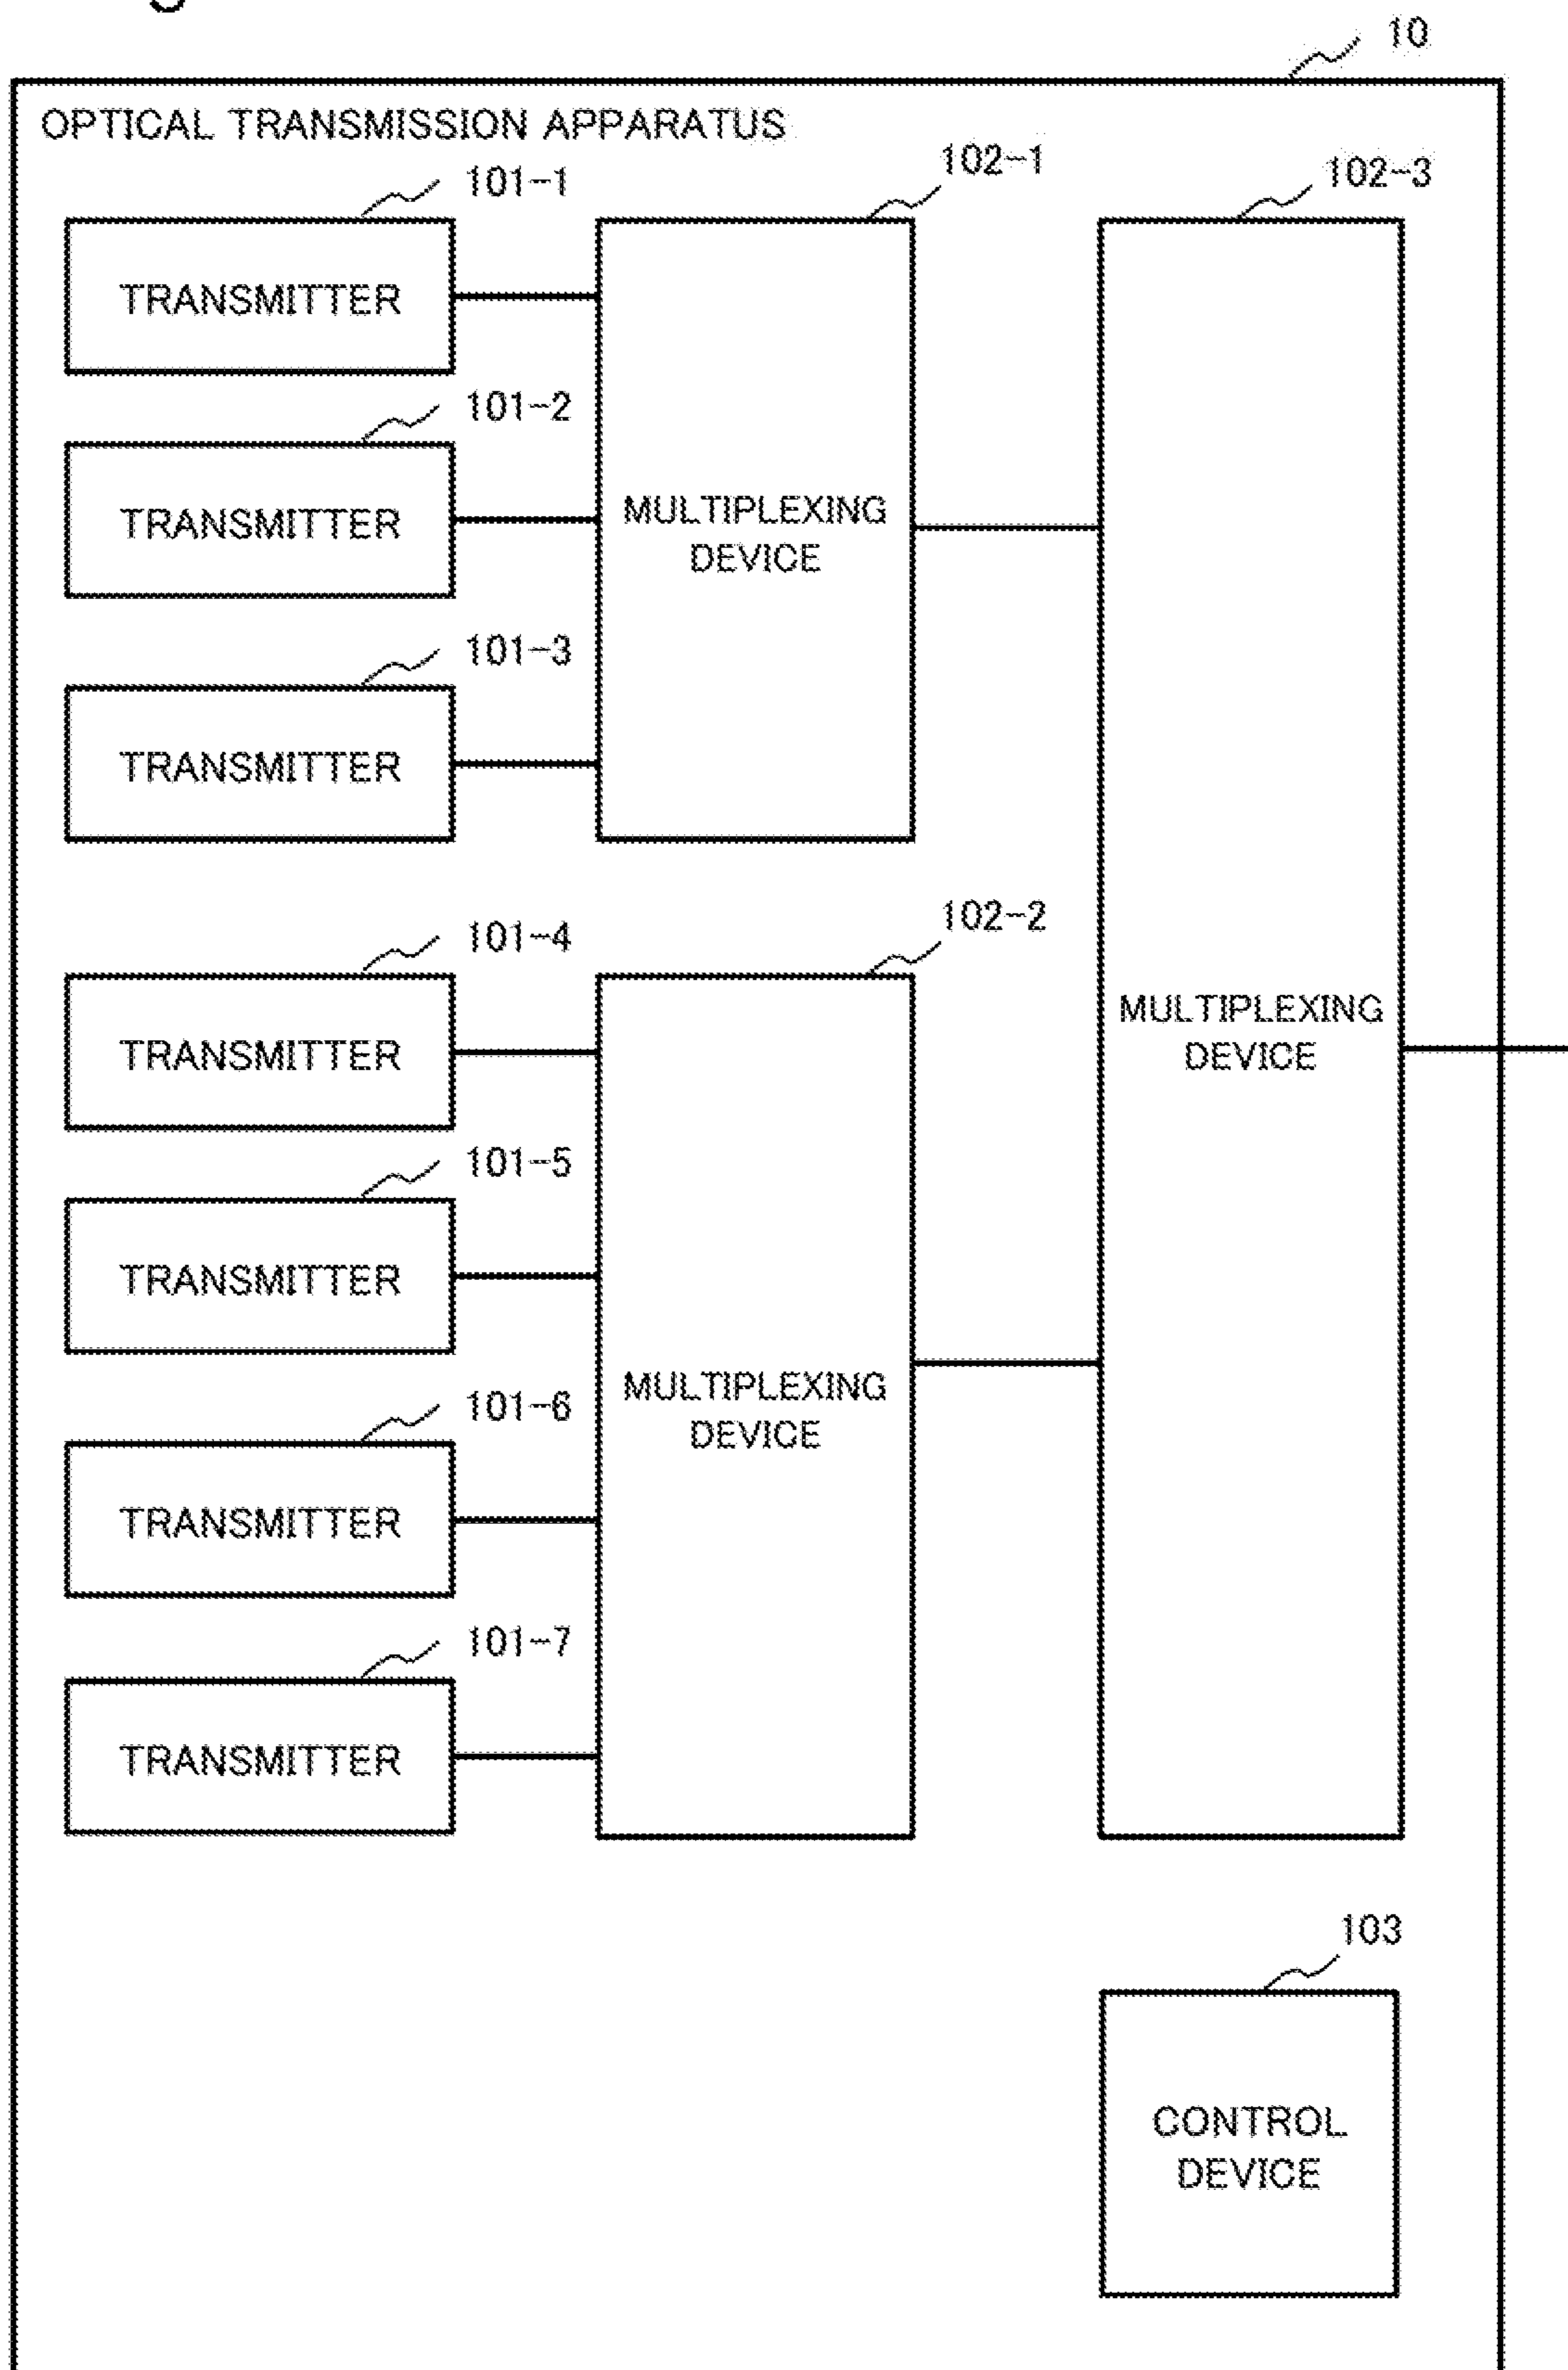 10
OPTICAL TRANSMISSION APPARATUS
101-1
102-1
102-3
TRANSMITTER
101-2
TRANSMITTER
MULTIPLEXING
DEVICE
101-3
TRANSMITTER
101-4
102-2
TRANSMITTER
MULTIPLEXING
DEVICE
101-5
TRANSMITTER
MULTIPLEXING
DEVICE
101-6
TRANSMITTER
101-7
TRANSMITTER
103
CONTROL
DEVICE